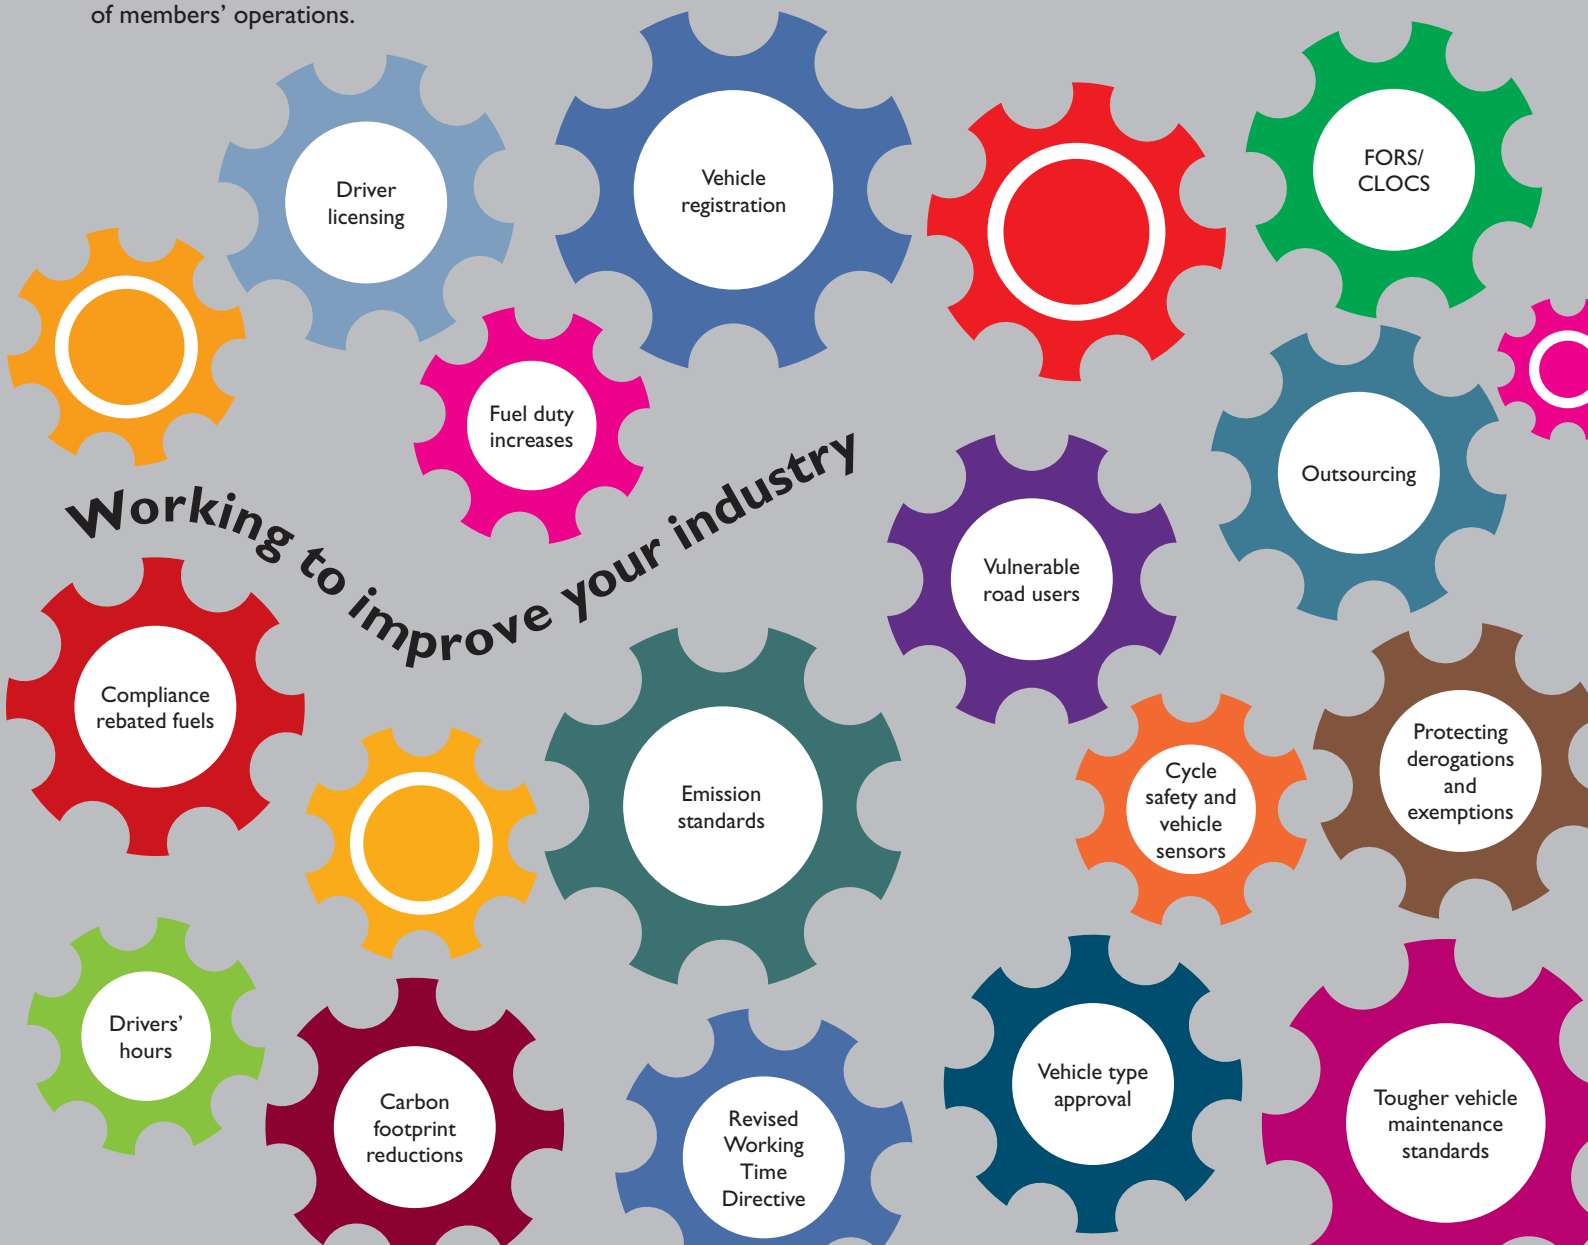 of members’ operations.
Driver
licensing
Vehicle
registration
FORS/
CLOCS
Fuel duty
increases
Outsourcing
Working to improve your industry
Vulnerable
road users
Compliance
rebated fuels
Emission
standards
Cycle
safety and
vehicle
sensors
Protecting
derogations
and
exemptions
Drivers’
hours
Carbon
footprint
reductions
Revised
Working
Time
Directive
Vehicle type
approval
Tougher vehicle
maintenance
standards